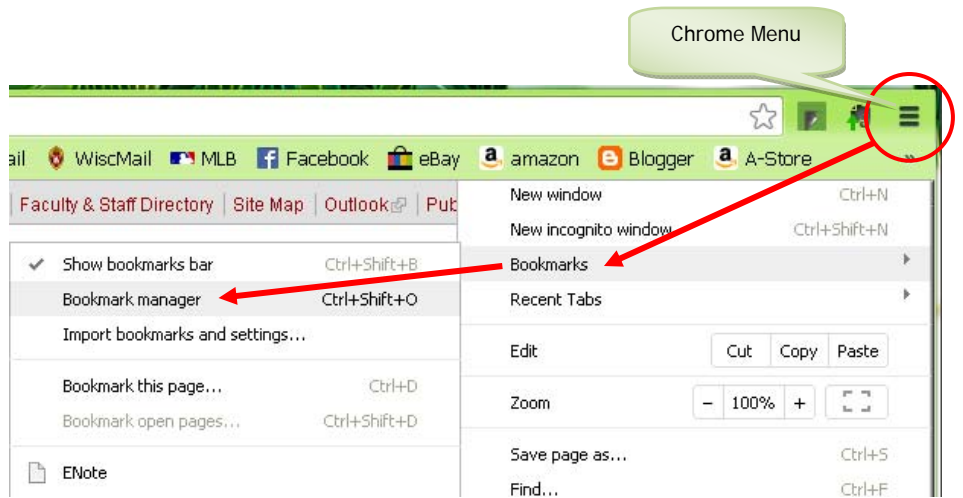 Chrome Menu
ail WiscMail MLB Facebook eBay amazon Blogger A-Store »
Faculty & Staff Directory | Site Map | Outlook | Pub
New window Ctrl+N
New incognito window Ctrl+Shift+N
Bookmarks
Recent Tabs
Edit Cut Copy Paste
Zoom - 100% +
Save page as... Ctrl+S
Find... Ctrl+F
Show bookmarks bar Ctrl+Shift+B
Bookmark manager Ctrl+Shift+O
Import bookmarks and settings...
Bookmark this page... Ctrl+D
Bookmark open pages... Ctrl+Shift+D
ENote